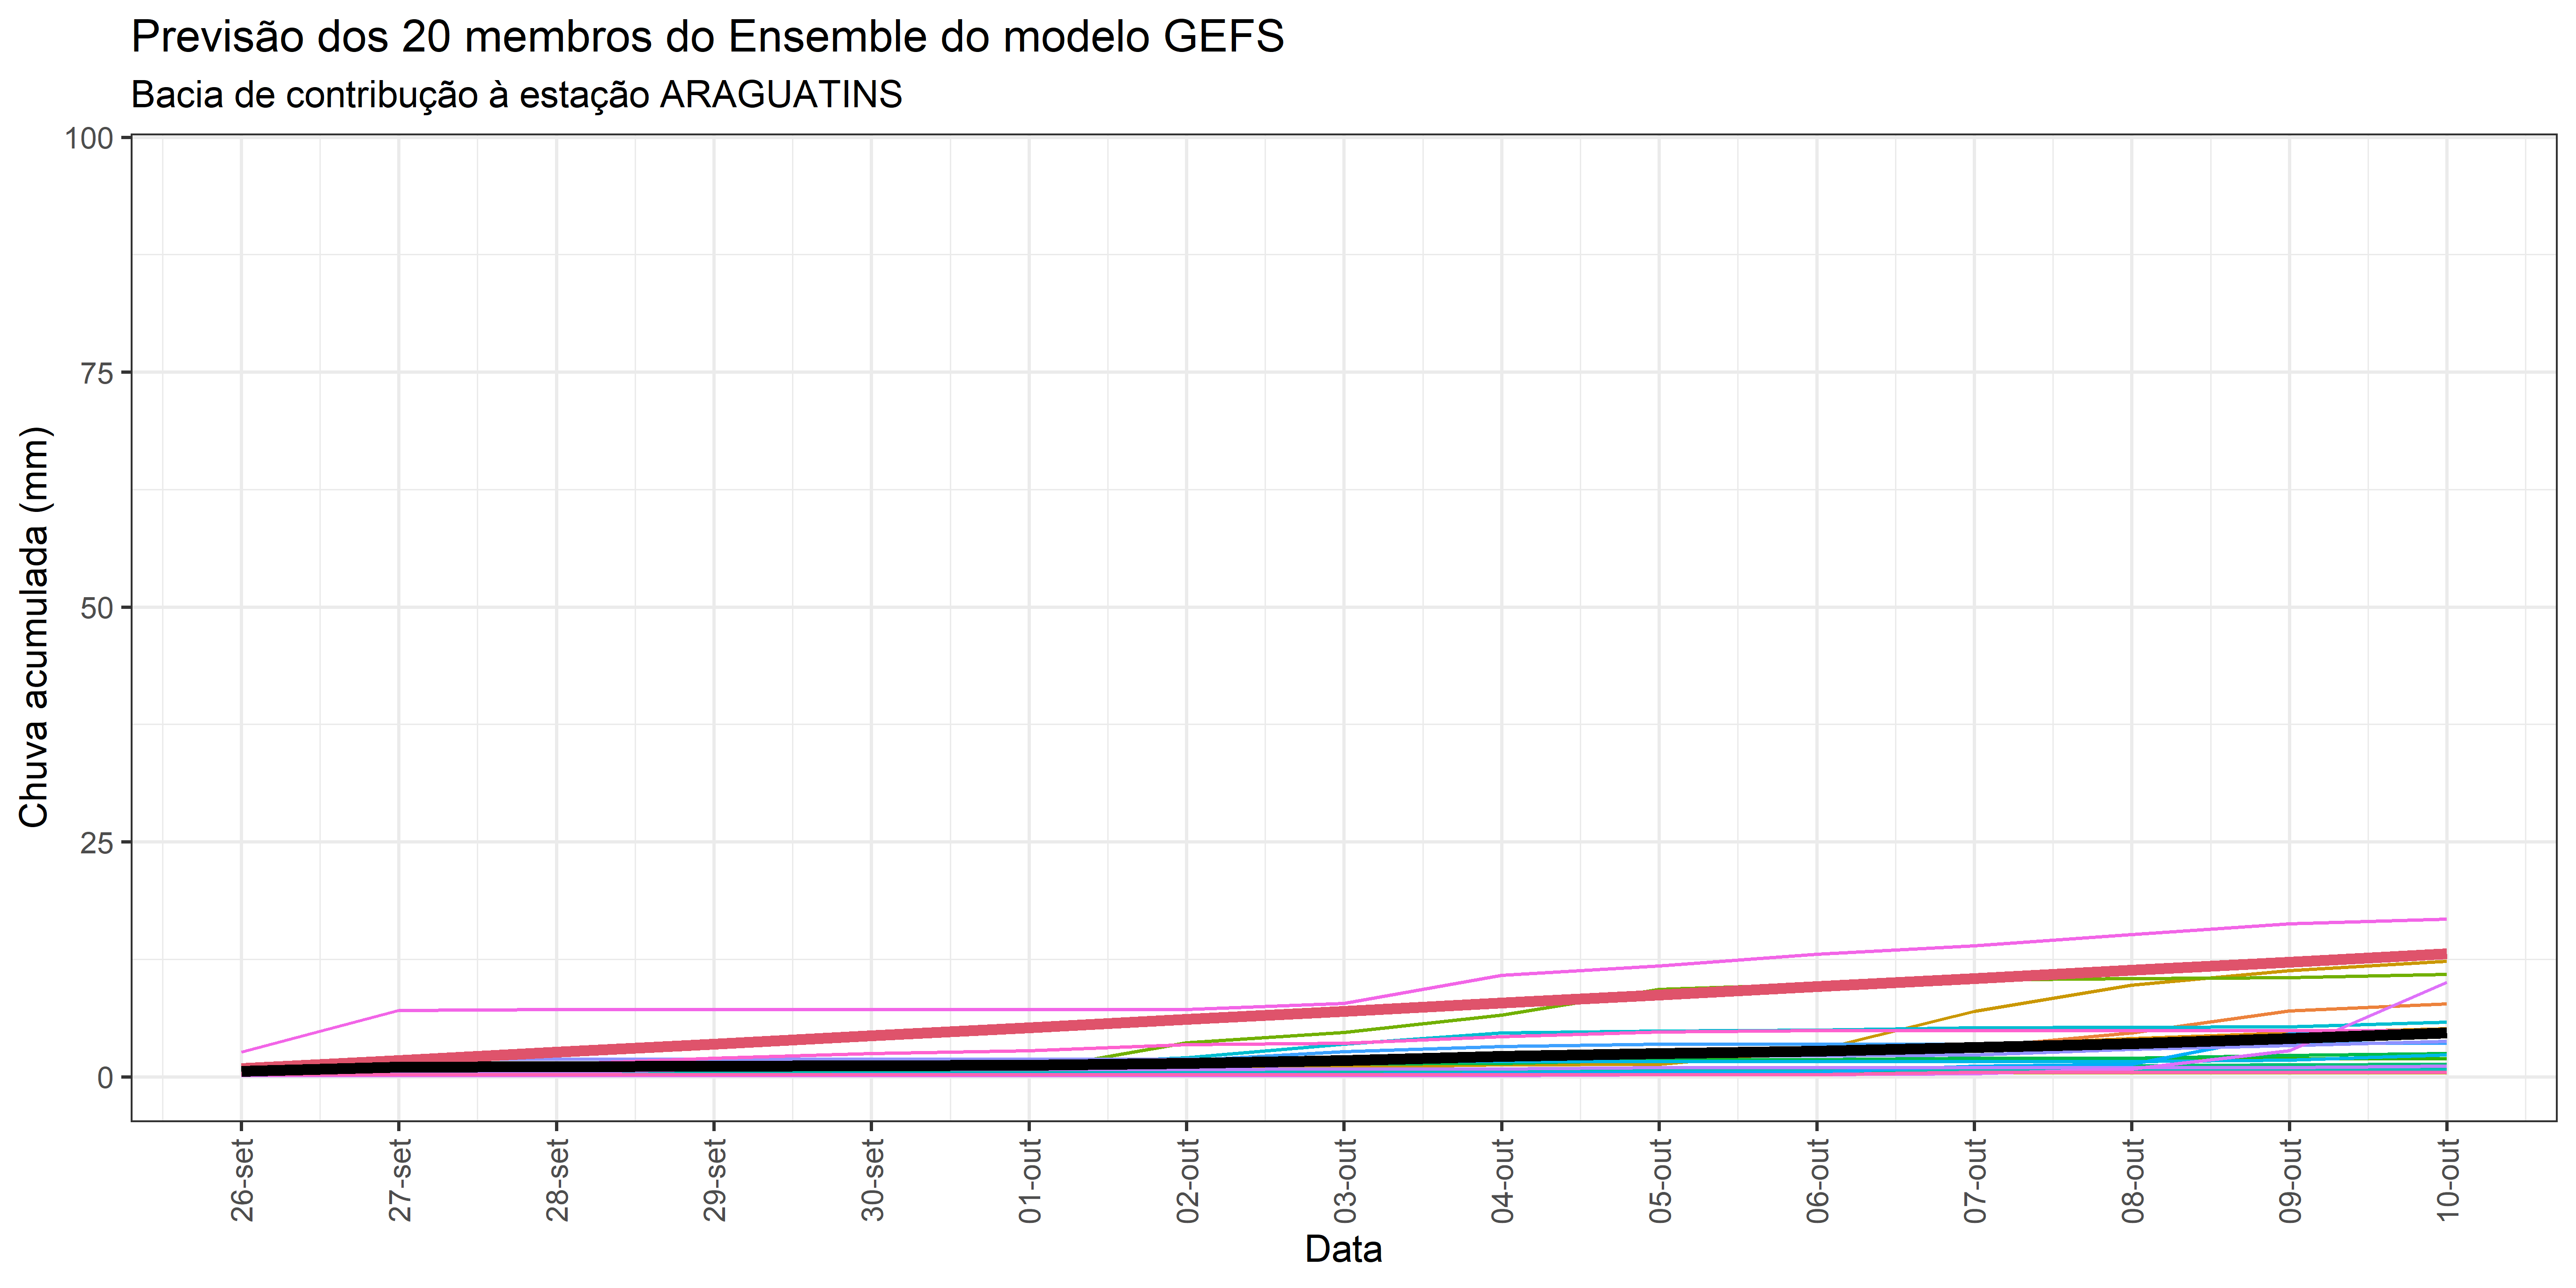 Previsão dos 20 membros do Ensemble do modelo GEFS
Bacia de contribução à estação ARAGUATINS
Chuva acumulada (mm)
100
75
50
25
0
26-set
27-set
28-set
29-set
30-set
01-out
02-out
03-out
04-out
05-out
06-out
07-out
08-out
09-out
10-out
Data